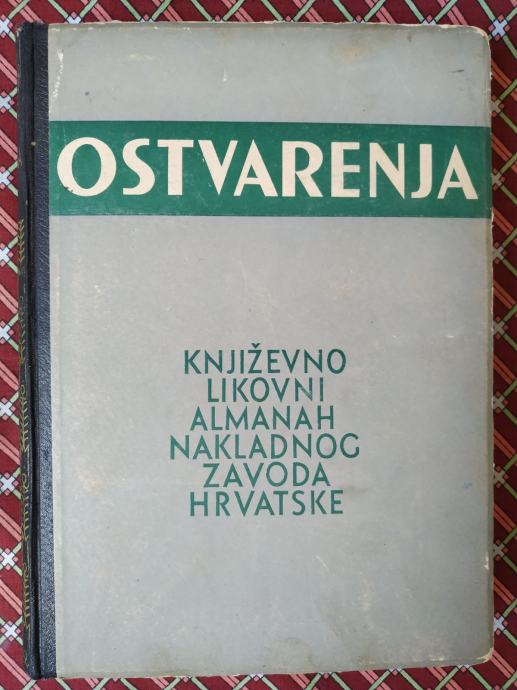 OSTVARENJA
KNJIŽEVNO
LIKOVNI
ALMANAH
NAKLADNOG
ZAVODA
HRVATSKE